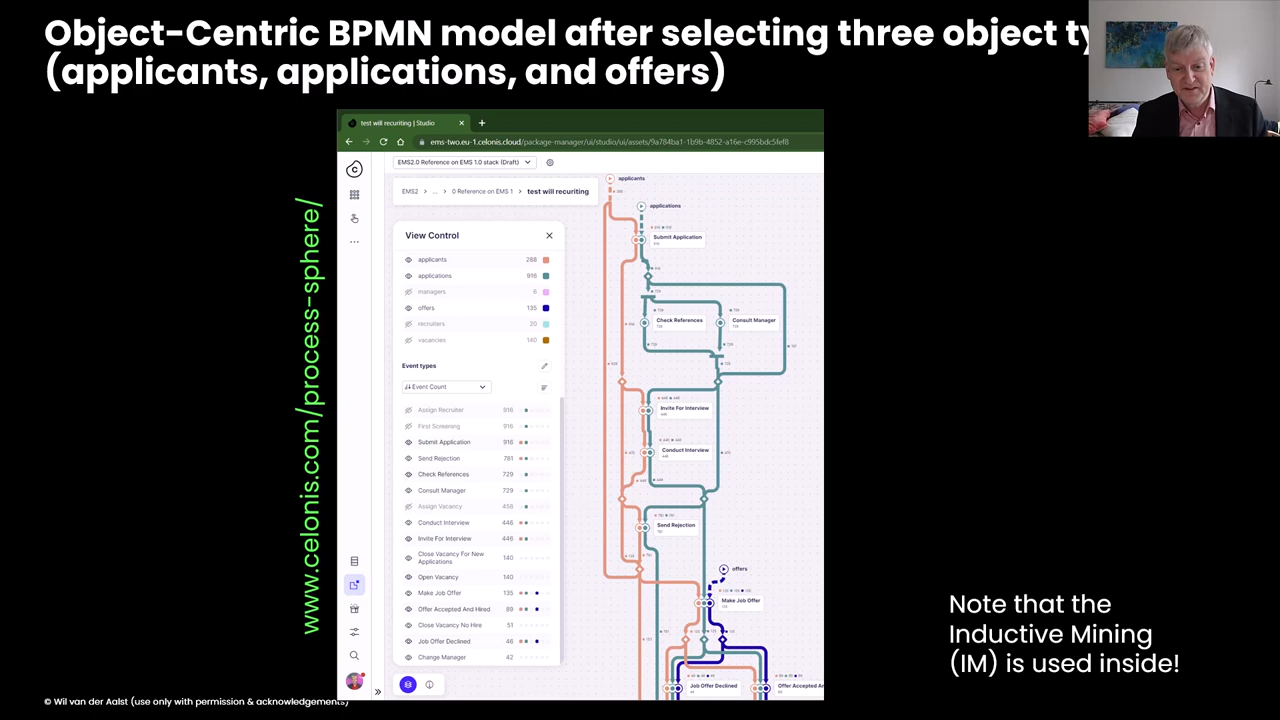 Object-Centric BPMN model after selecting three object ty
(applicants, applications, and offers)
www.celonis.com/process-sphere/
test will recuriting | Studio
ems-two.eu-1.celonis.cloud/package-manager/ui/studio/ui/assets/9a784ba1-1b9b-4852-a16e-c995bdc5fef8
EMS2.0 Reference on EMS 1.0 stack (Draft)
EMS2 > ... > 0 Reference on EMS 1 > test will recuriting
View Control
applicants 288
applications 916
managers 6
offers 135
recruiters 20
vacancies 140
Event types
Event Count
Assign Recruiter 916
First Screening 916
Submit Application 916
Send Rejection 781
Check References 729
Consult Manager 729
Assign Vacancy 458
Conduct Interview 446
Invite For Interview 446
Close Vacancy For New
Applications 140
Open Vacancy 140
Make Job Offer 135
Offer Accepted And Hired 89
Close Vacancy No Hire 51
Job Offer Declined 46
Change Manager 42
applicants
applications
Submit Application
Check References
Consult Manager
Invite For Interview
Conduct Interview
Send Rejection
offers
Make Job Offer
Job Offer Declined
Offer Accepted An
Note that the
Inductive Mining
(IM) is used inside!
© Wil van der Aalst (use only with permission & acknowledgements)